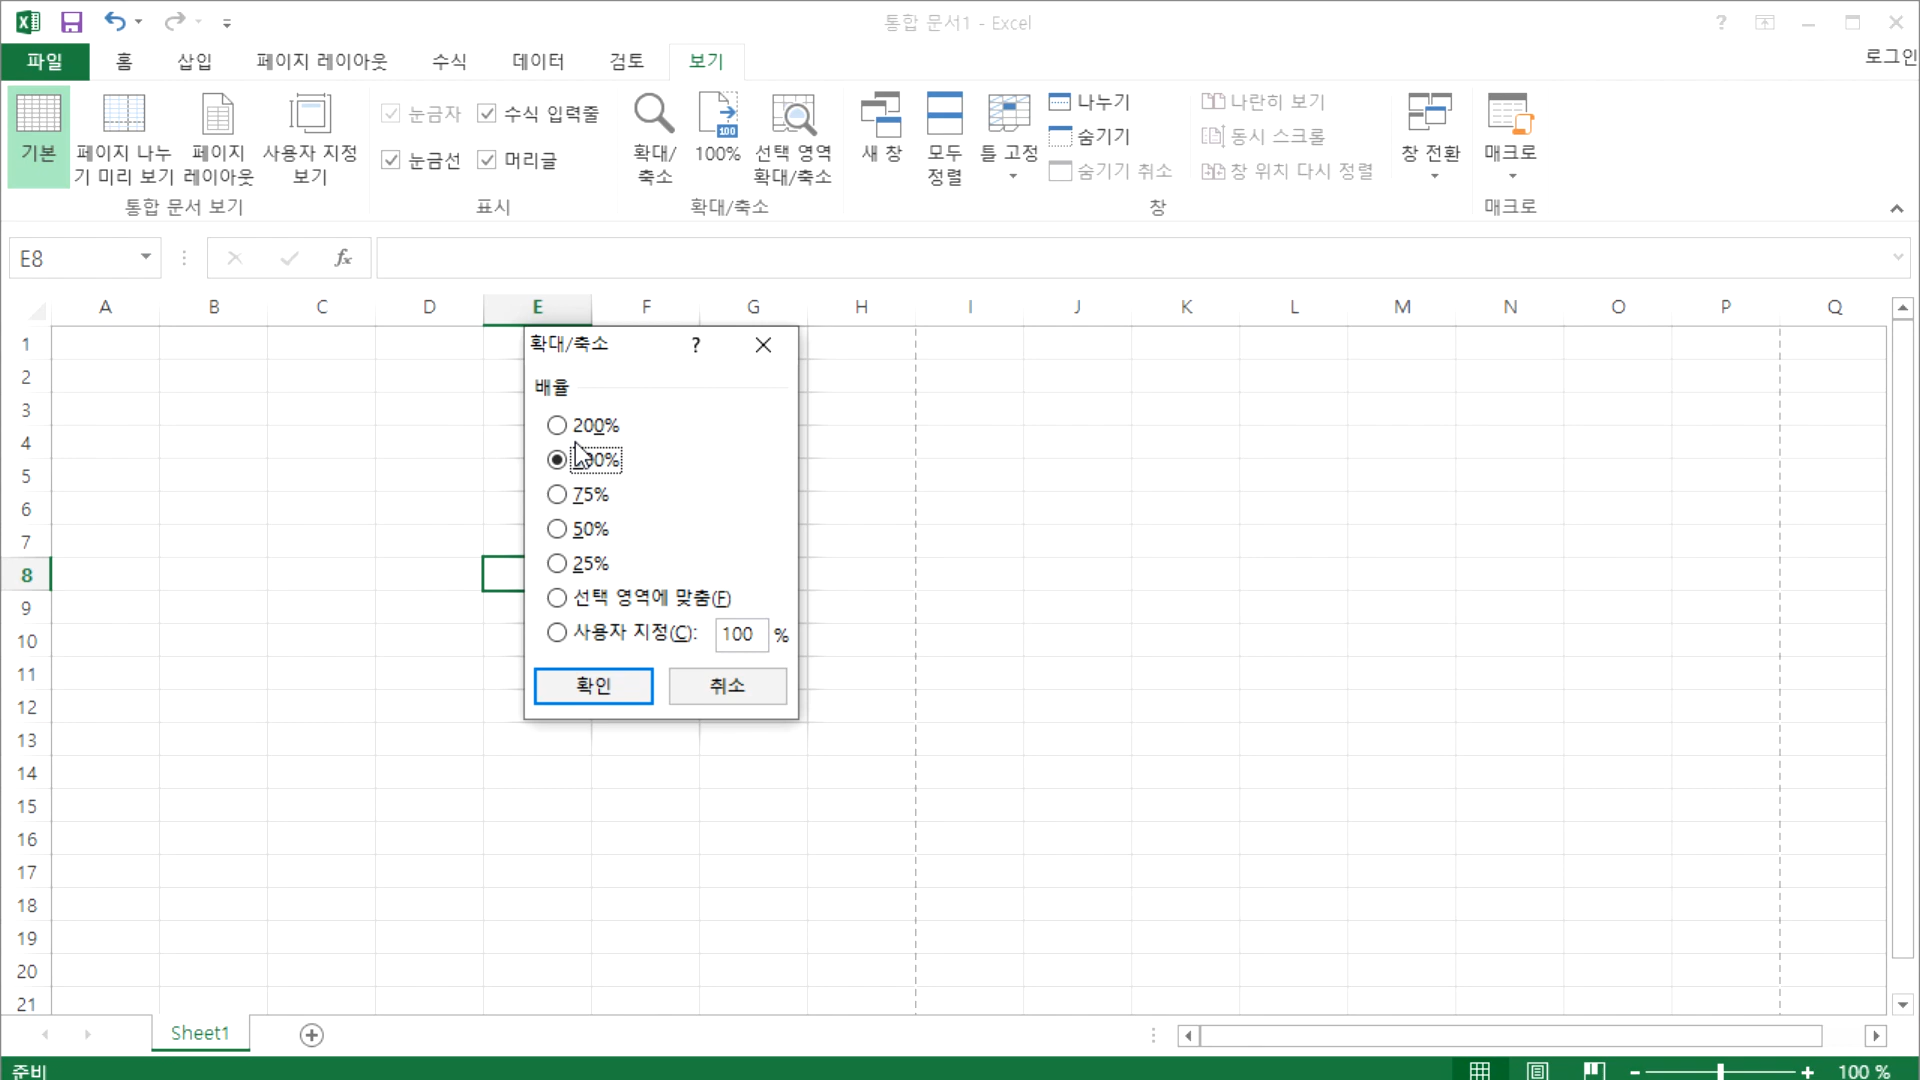 통합 문서1 - Excel
?
파일 홈 삽입 페이지 레이아웃 수식 데이터 검토 보기 로그인
기본
페이지 나누
기 미리 보기
페이지
레이아웃
사용자 지정
보기
통합 문서 보기
눈금자 수식 입력줄
눈금선 머리글
표시
확대/
축소
100%
100
선택 영역
확대/축소
확대/축소
새 창
모두
정렬
틀 고정
나누기
숨기기
숨기기 취소
나란히 보기
동시 스크롤
창 위치 다시 정렬
창 전환
창
매크로
매크로
E8
fx
A B C D E F G H I J K L M N O P Q
1
2
3
4
5
6
7
8
9
10
11
12
13
14
15
16
17
18
19
20
21
확대/축소 ?
배율
200%
75%
50%
25%
선택 영역에 맞춤(F)
사용자 지정(C): 100 %
확인 취소
Sheet1
준비 100 %